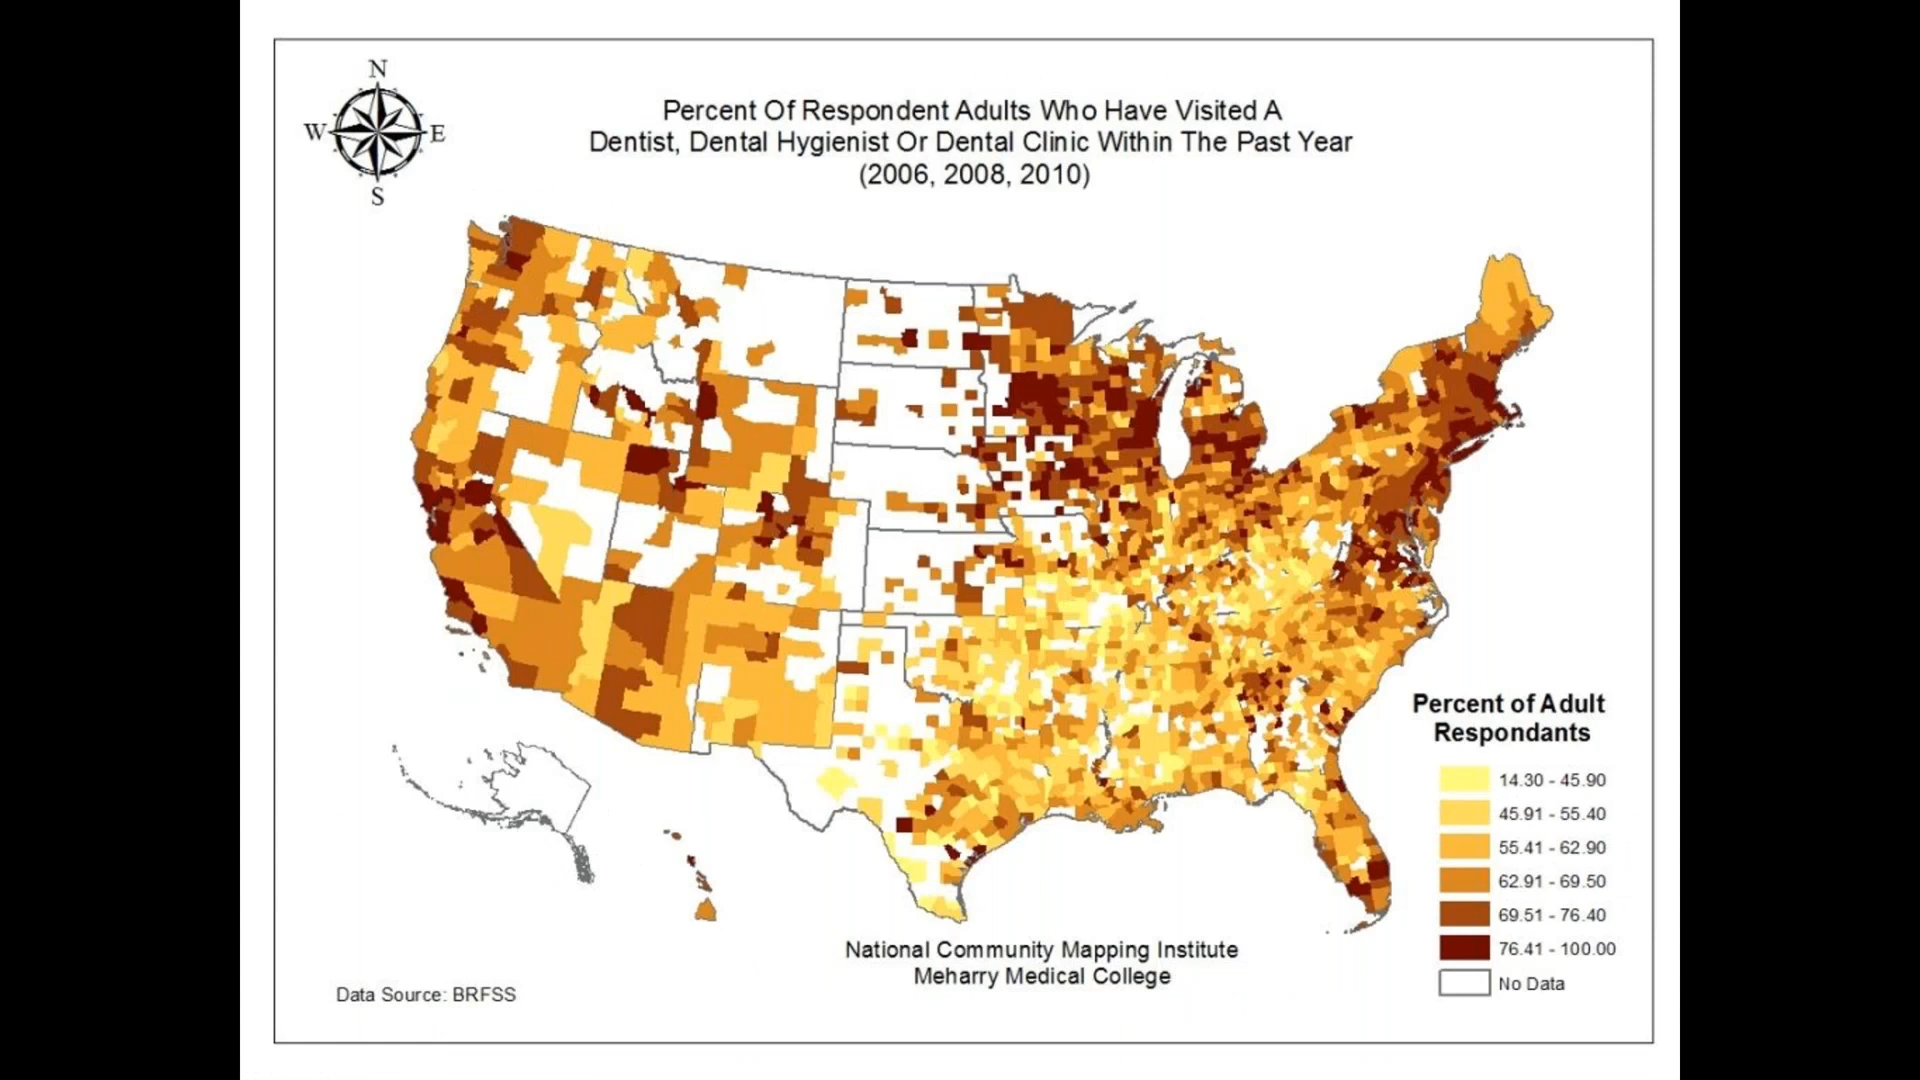 N
W E
S
Percent Of Respondent Adults Who Have Visited A
Dentist, Dental Hygienist Or Dental Clinic Within The Past Year
(2006, 2008, 2010)
Percent of Adult
Respondants
14.30 - 45.90
45.91 - 55.40
55.41 - 62.90
62.91 - 69.50
69.51 - 76.40
76.41 - 100.00
No Data
National Community Mapping Institute
Meharry Medical College
Data Source: BRFSS